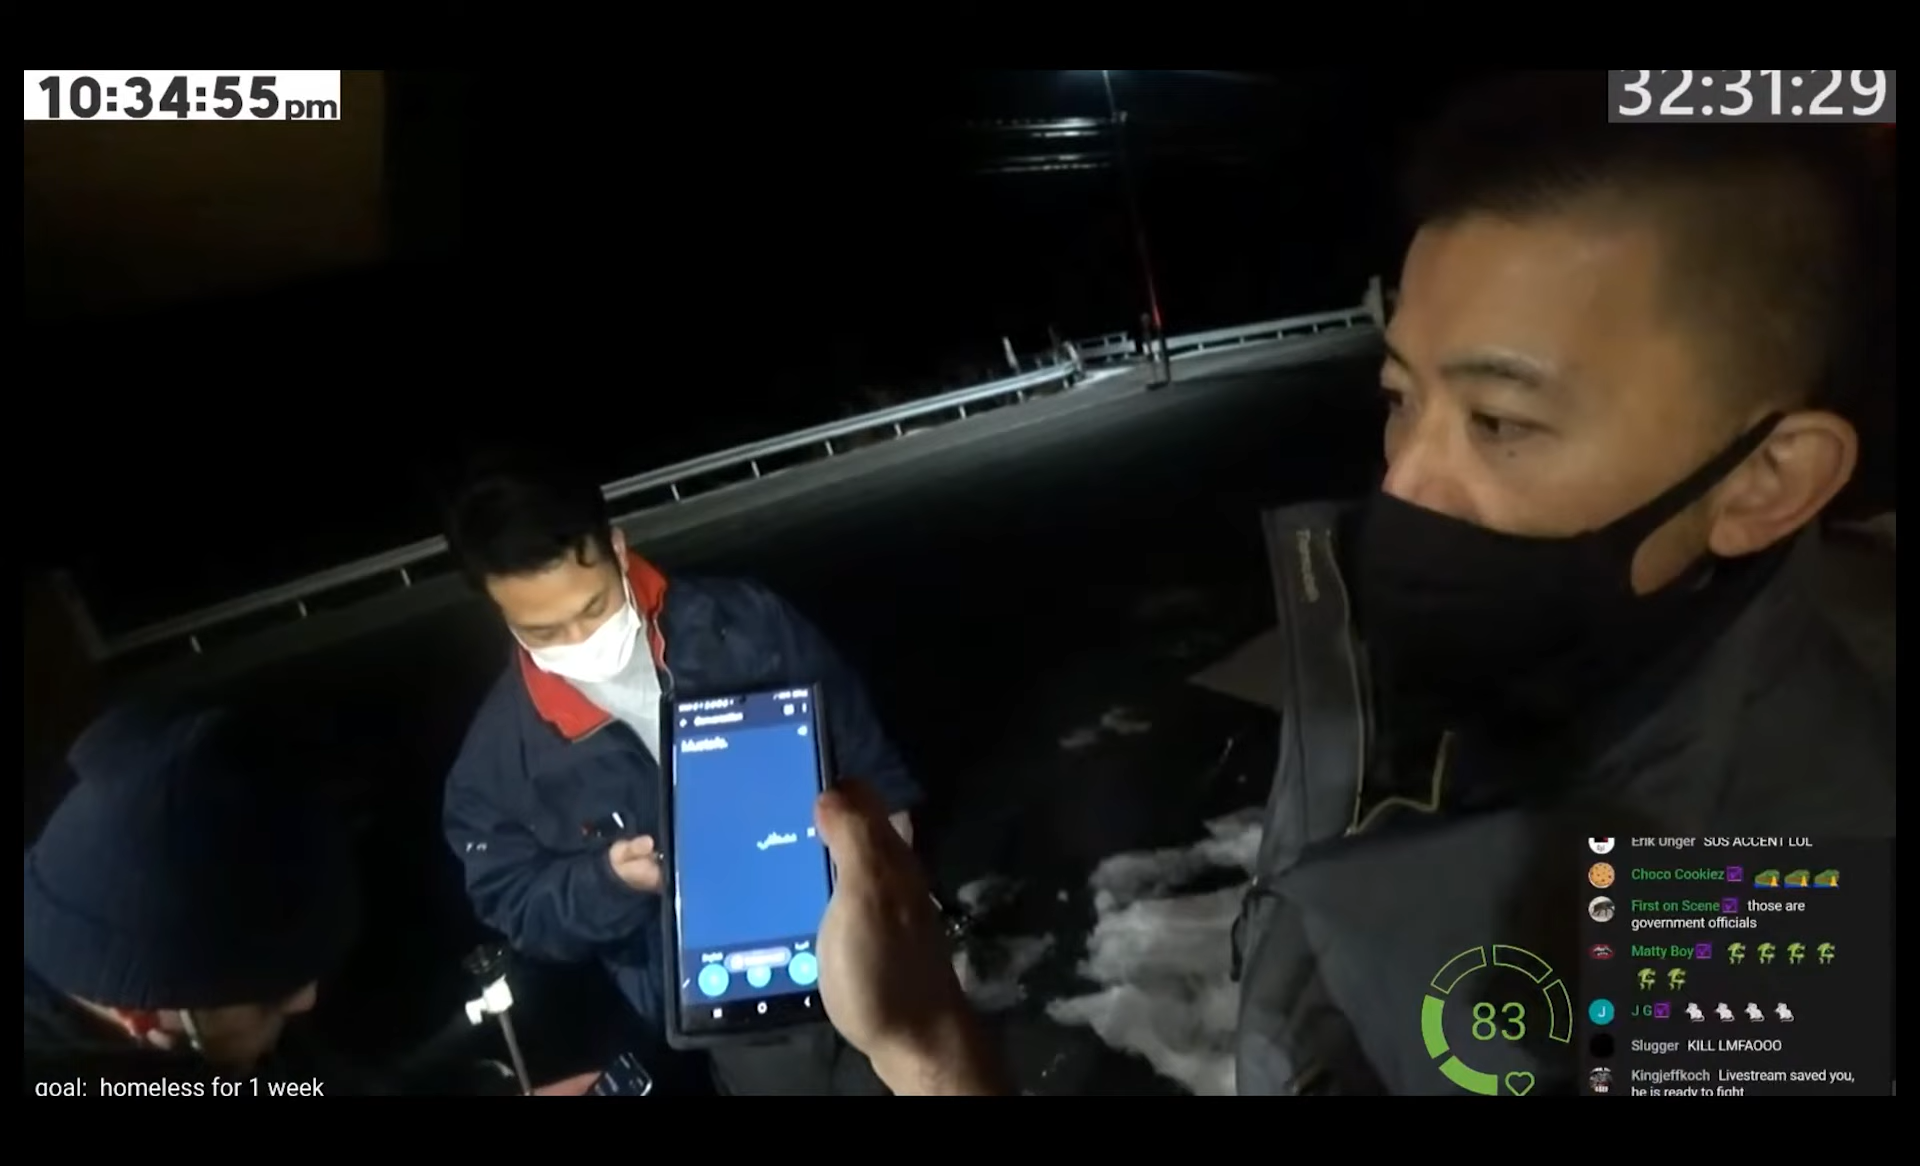 10:34:55pm
32:31:29
Conversation
Mustafa.
English
Erik Unger SUS ACCENT LOL
Choco Cookiez
First on Scene those are
government officials
Matty Boy
J
J G
Slugger KILL LMFAOOO
Kingjeffkoch Livestream saved you,
he is ready to fight
83
goal: homeless for 1 week